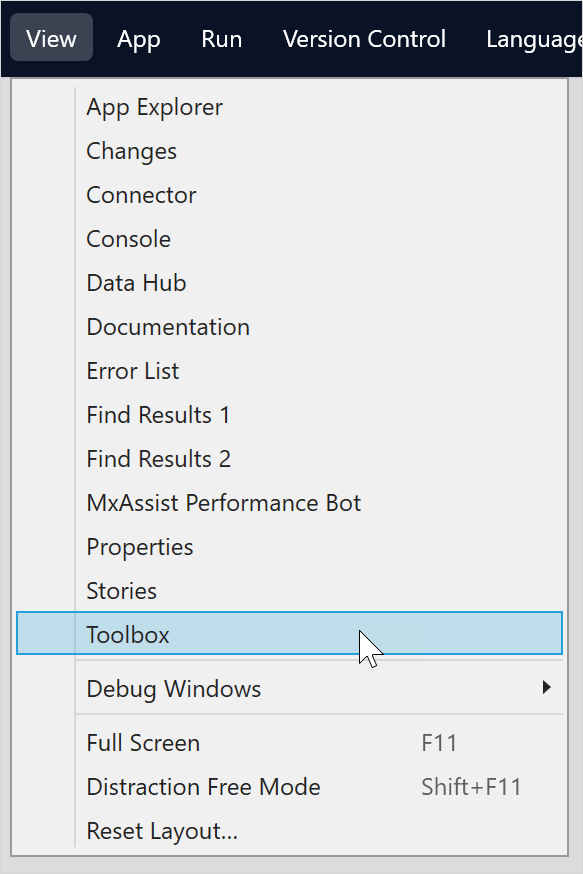 View App Run Version Control Language
App Explorer
Changes
Connector
Console
Data Hub
Documentation
Error List
Find Results 1
Find Results 2
MxAssist Performance Bot
Properties
Stories
Toolbox
Debug Windows
Full Screen F11
Distraction Free Mode Shift+F11
Reset Layout...